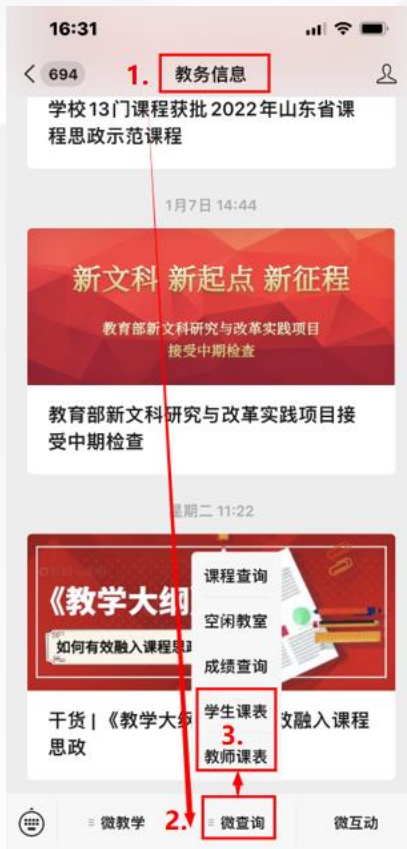 16:31
694
1.
教务信息
学校13门课程获批2022年山东省课
程思政示范课程
1月7日 14:44
新文科 新起点 新征程
教育部新文科研究与改革实践项目
接受中期检查
教育部新文科研究与改革实践项目接
受中期检查
星期二 11:22
《教学大纲
如何有效融入课程思政
课程查询
空闲教室
成绩查询
学生课表
3.
教师课表
干货 | 《教学大纲
效融入课程
思政
微教学
2.
微查询
微互动